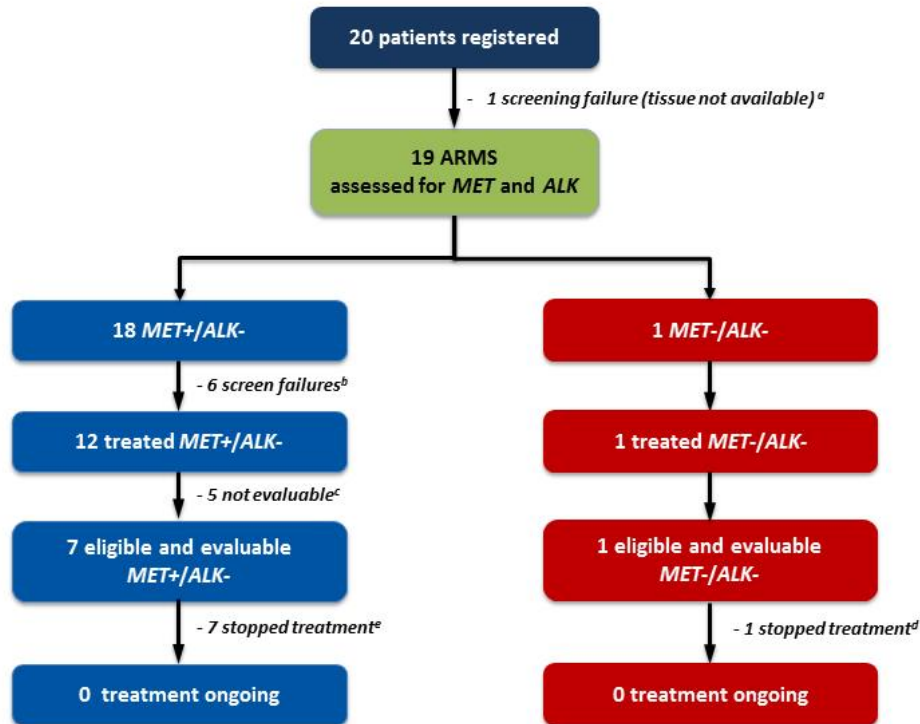 20 patients registered
- 1 screening failure (tissue not available) a
19 ARMS
assessed for MET and ALK
18 MET+/ALK-
1 MET-/ALK-
- 6 screen failures b
12 treated MET+/ALK-
1 treated MET-/ALK-
- 5 not evaluable c
7 eligible and evaluable
MET+/ALK-
1 eligible and evaluable
MET-/ALK-
- 7 stopped treatment e
- 1 stopped treatment d
0 treatment ongoing
0 treatment ongoing